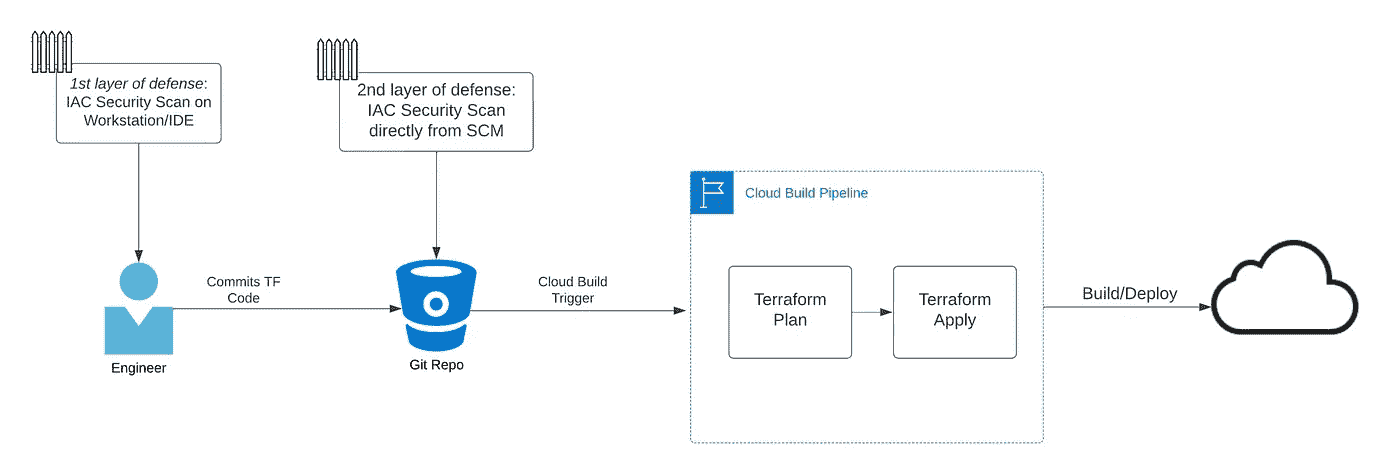 1st layer of defense:
IAC Security Scan on
Workstation/IDE
2nd layer of defense:
IAC Security Scan
directly from SCM
Cloud Build Pipeline
Commits TF
Code
Cloud Build
Trigger
Terraform
Plan
Terraform
Apply
Build/Deploy
Engineer
Git Repo